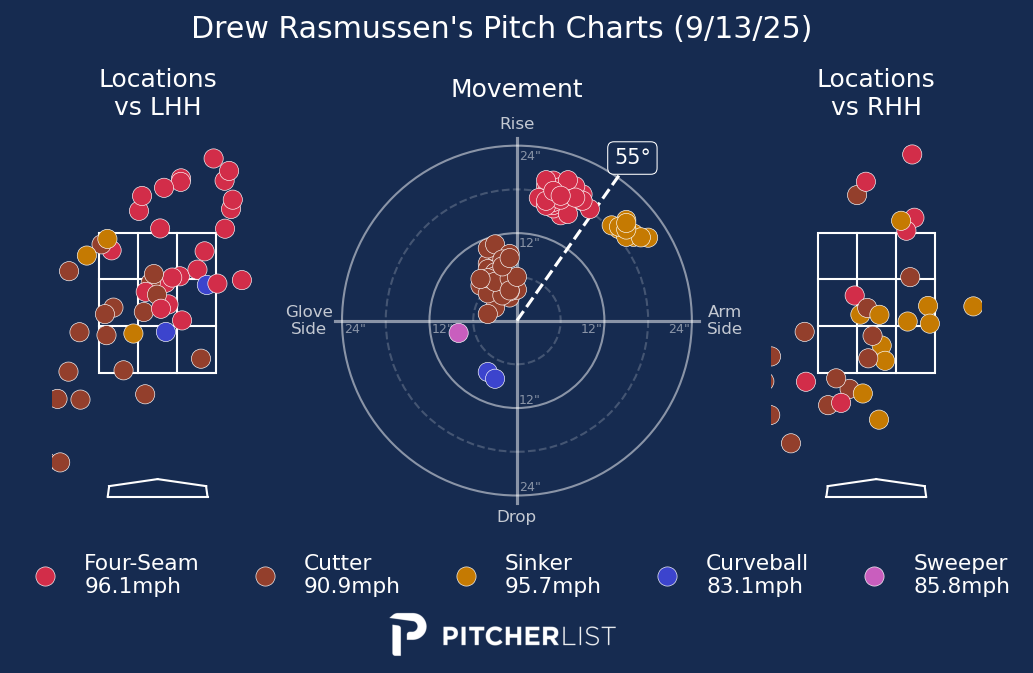 Drew Rasmussen's Pitch Charts (9/13/25)
Locations
vs LHH
Movement
Locations
vs RHH
Rise
24"
55°
12"
Glove
Side
24"
12"
12"
24"
Arm
Side
12"
24"
Drop
Four-Seam
96.1mph
Cutter
90.9mph
Sinker
95.7mph
Curveball
83.1mph
Sweeper
85.8mph
PITCHERLIST